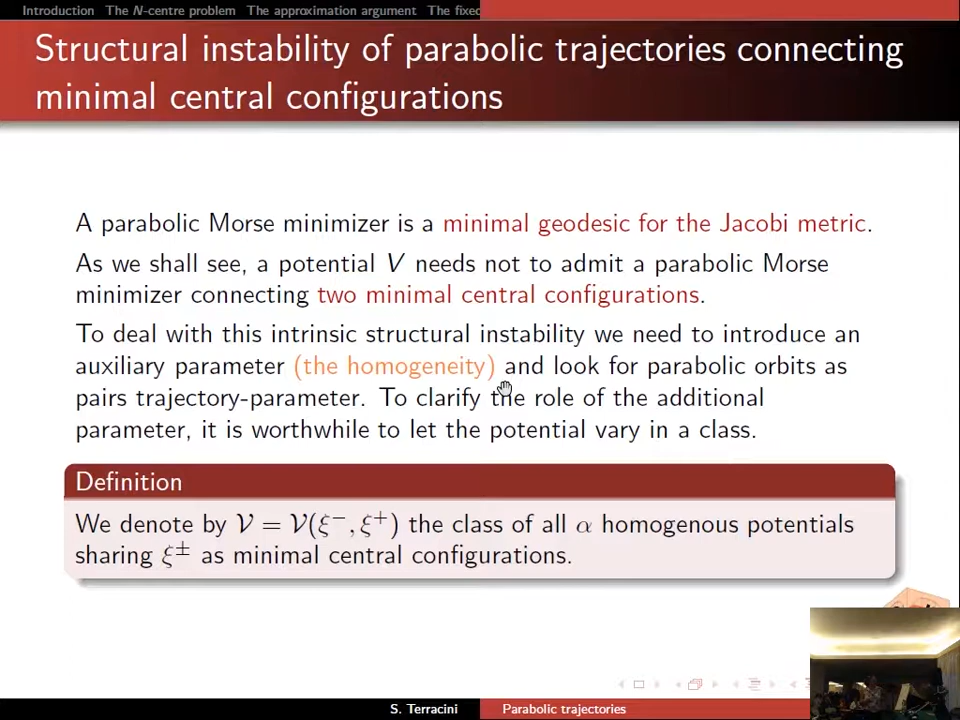 Introduction The N-centre problem The approximation argument The fixed
Structural instability of parabolic trajectories connecting
minimal central configurations
A parabolic Morse minimizer is a minimal geodesic for the Jacobi metric.
As we shall see, a potential V needs not to admit a parabolic Morse
minimizer connecting two minimal central configurations.
To deal with this intrinsic structural instability we need to introduce an
auxiliary parameter (the homogeneity) and look for parabolic orbits as
pairs trajectory-parameter. To clarify the role of the additional
parameter, it is worthwhile to let the potential vary in a class.
Definition
We denote by 𝒱 = 𝒱(ξ⁻, ξ⁺) the class of all α homogenous potentials
sharing ξ± as minimal central configurations.
S. Terracini Parabolic trajectories